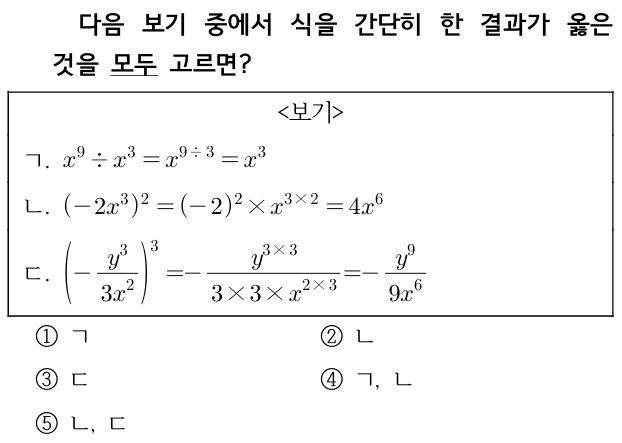 다음 보기 중에서 식을 간단히 한 결과가 옳은
것을 모두 고르면?
<보기>
ㄱ. $x^9 \div x^3 = x^{9 \div 3} = x^3$
ㄴ. $(-2x^3)^2 = (-2)^2 \times x^{3 \times 2} = 4x^6$
ㄷ. $\left(-\frac{y^3}{3x^2}\right)^3 = -\frac{y^{3 \times 3}}{3 \times 3 \times x^{2 \times 3}} = -\frac{y^9}{9x^6}$
① ㄱ ② ㄴ
③ ㄷ ④ ㄱ, ㄴ
⑤ ㄴ, ㄷ